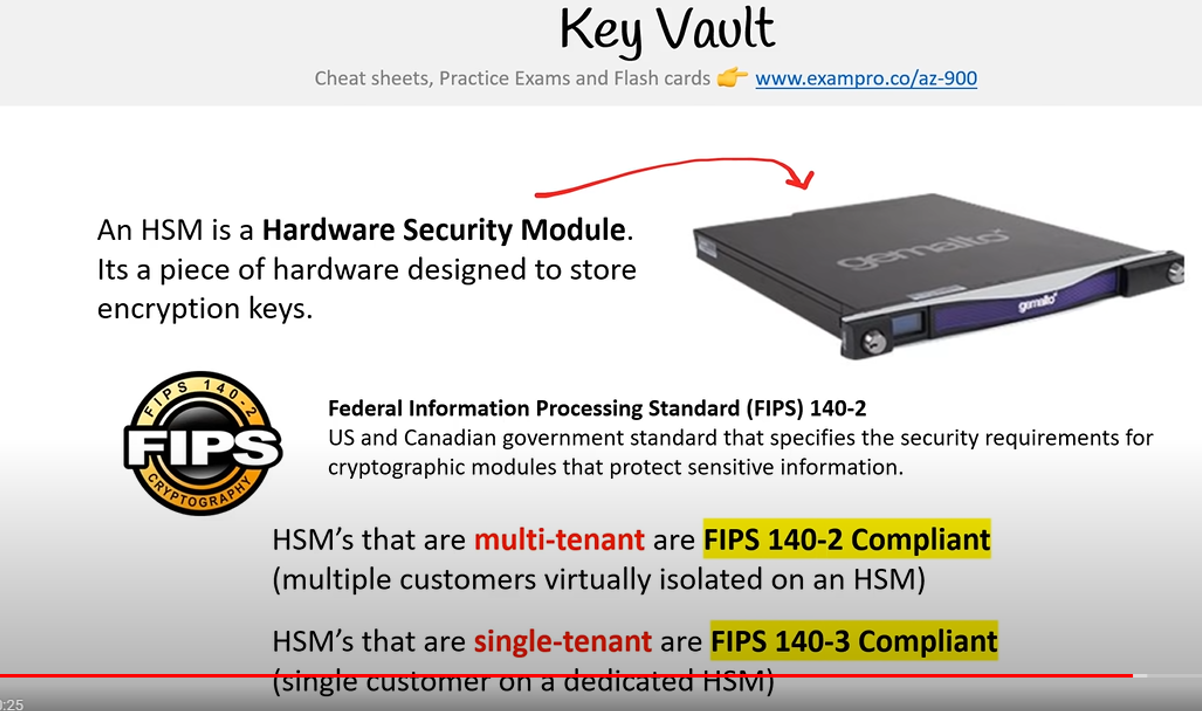 Key Vault
Cheat sheets, Practice Exams and Flash cards 👉 www.exampro.co/az-900
An HSM is a Hardware Security Module.
Its a piece of hardware designed to store
encryption keys.
gemalto
gemalto
FIPS 140-2
FIPS
CRYPTOGRAPHY
Federal Information Processing Standard (FIPS) 140-2
US and Canadian government standard that specifies the security requirements for
cryptographic modules that protect sensitive information.
HSM’s that are multi-tenant are FIPS 140-2 Compliant
(multiple customers virtually isolated on an HSM)
HSM’s that are single-tenant are FIPS 140-3 Compliant
(single customer on a dedicated HSM)
:25